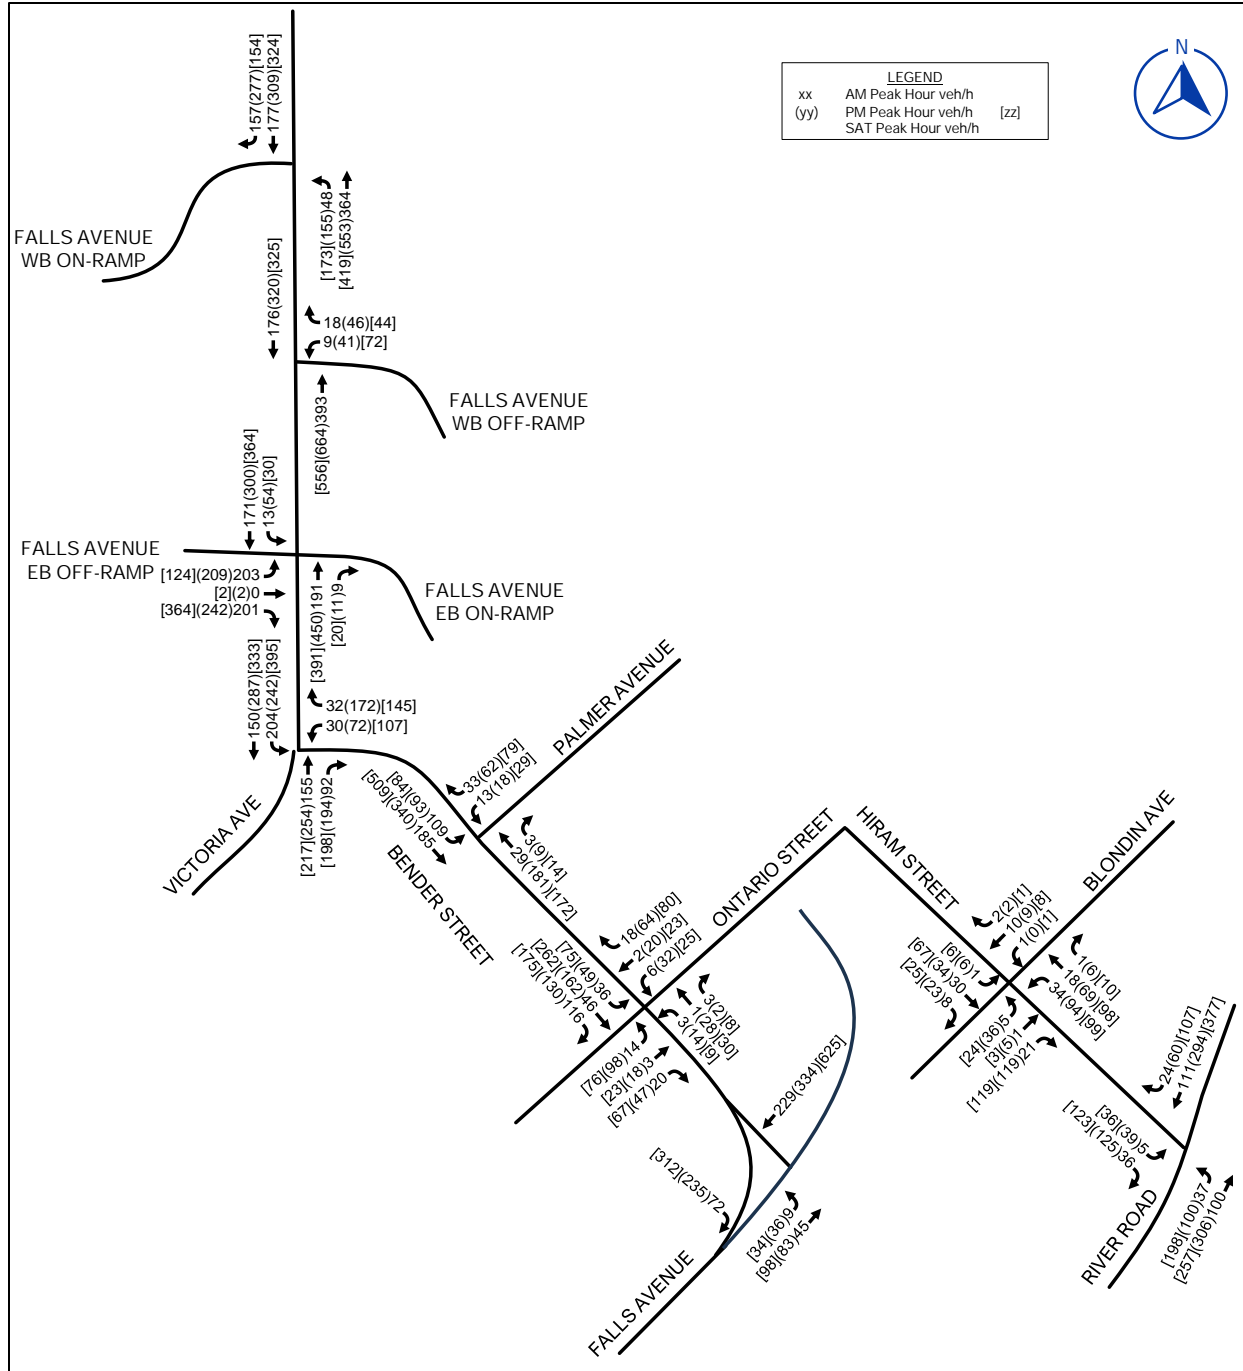 N
LEGEND
xx AM Peak Hour veh/h
(yy) PM Peak Hour veh/h [zz]
SAT Peak Hour veh/h
157(277)[154]
177(309)[324]
FALLS AVENUE
WB ON-RAMP
[173](155)48
[419](553)364
176(320)[325]
18(46)[44]
9(41)[72]
FALLS AVENUE
WB OFF-RAMP
[556](664)393
171(300)[364]
13(54)[30]
FALLS AVENUE
EB OFF-RAMP
[124](209)203
[2](2)0
[364](242)201
[391](450)191
[20](11)9
FALLS AVENUE
EB ON-RAMP
150(287)[333]
204(242)[395]
32(172)[145]
30(72)[107]
VICTORIA AVE
[217](254)155
[198](194)92
PALMER AVENUE
33(62)[79]
13(18)[29]
[84](93)109
[509](340)185
3(9)[14]
29(181)[172]
BENDER STREET
ONTARIO STREET
18(64)[80]
2(20)[23]
6(32)[25]
[75](49)36
[262](162)46
[175](130)116
3(2)[8]
1(28)[30]
3(14)[9]
[76](98)14
[23](18)3
[67](47)20
HIRAM STREET
BLONDIN AVE
2(2)[1]
10(9)[8]
1(0)[1]
[6](6)1
[67](34)30
[25](23)8
1(6)[10]
18(69)[98]
34(94)[99]
[24](36)5
[3](5)1
[119](119)21
229(334)[625]
[312](235)72
[34](36)9
[98](83)45
FALLS AVENUE
24(60)[107]
111(294)[377]
[36](39)5
[123](125)36
RIVER ROAD
[198](100)37
[257](306)100